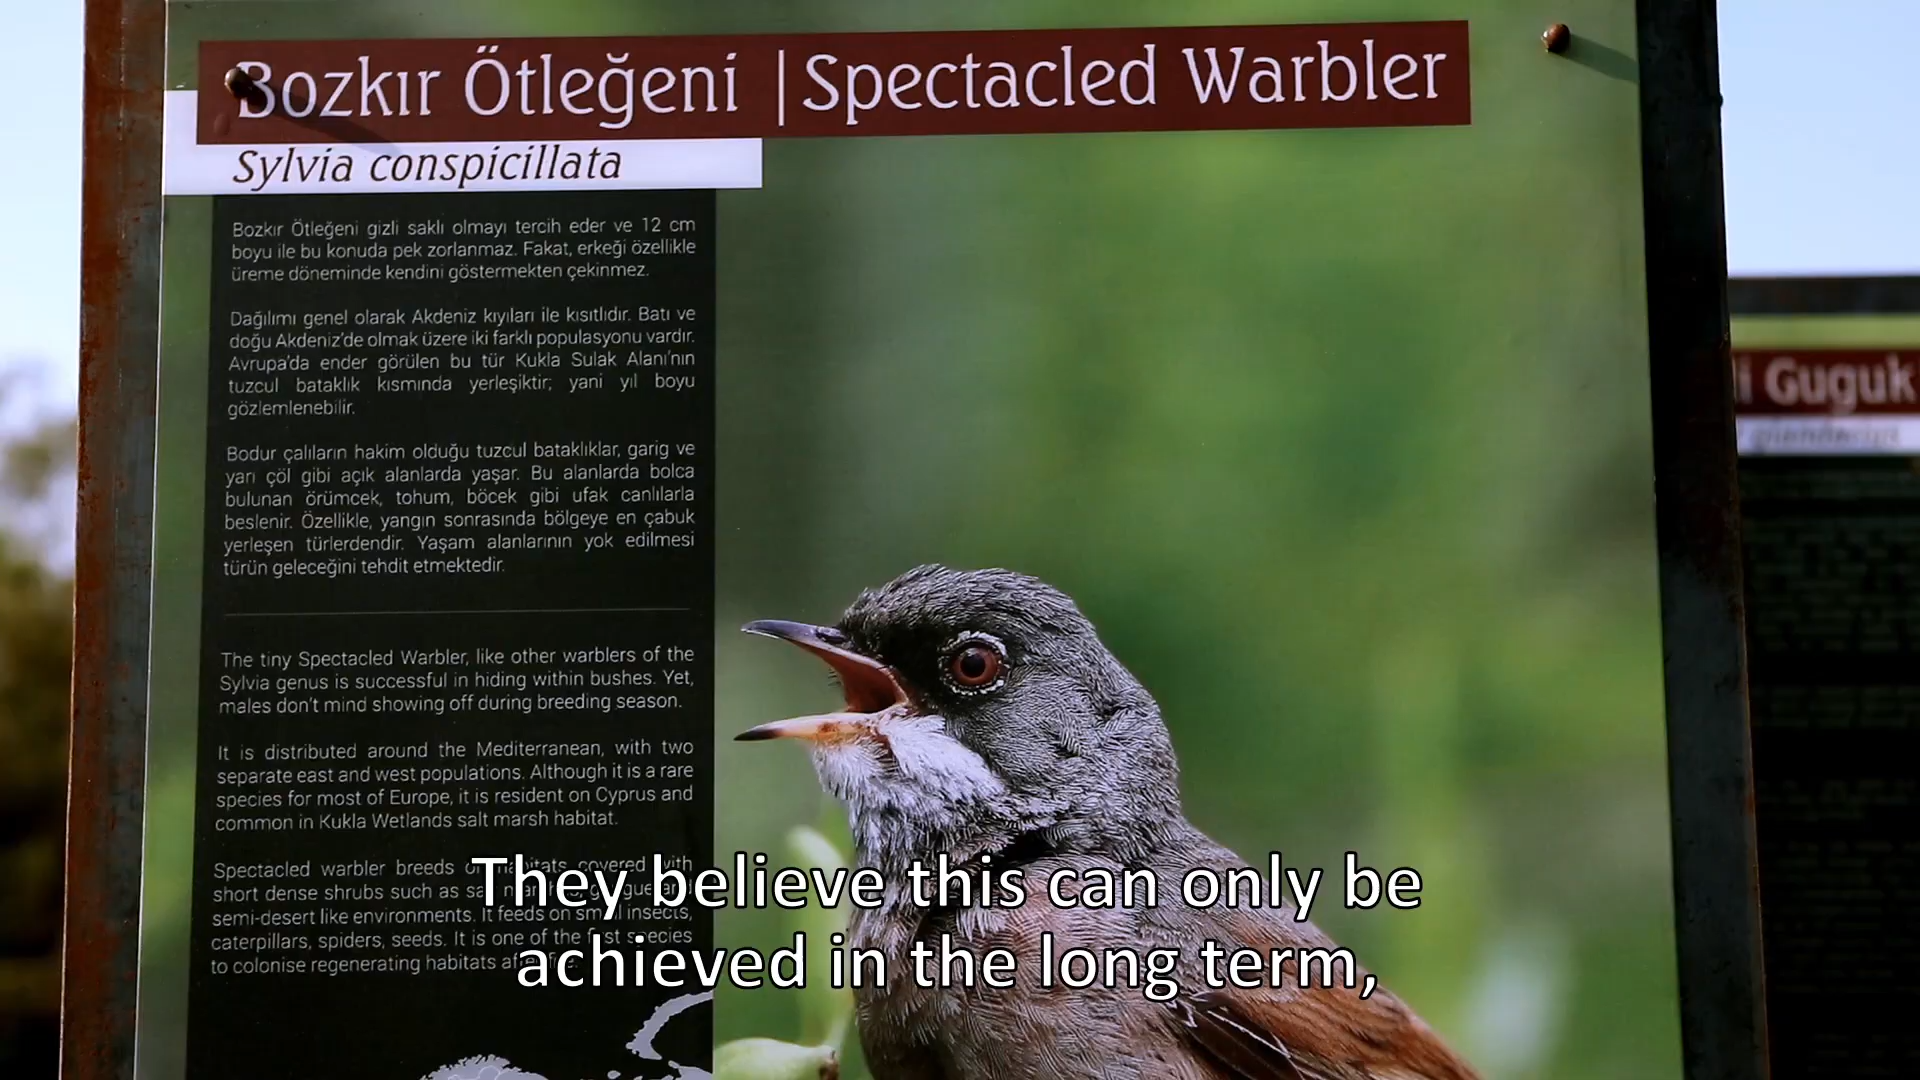 Bozkır Ötleğeni | Spectacled Warbler
Sylvia conspicillata
Bozkır Ötleğeni gizli saklı olmayı tercih eder ve 12 cm
boyu ile bu konuda pek zorlanmaz. Fakat, erkeği özellikle
üreme döneminde kendini göstermekten çekinmez.
Dağılımı genel olarak Akdeniz kıyıları ile kısıtlıdır. Batı ve
doğu Akdeniz'de olmak üzere iki farklı populasyonu vardır.
Avrupa'da ender görülen bu tür Kukla Sulak Alanı'nın
tuzcul bataklık kısmında yerleşiktir; yani yıl boyu
gözlemlenebilir.
Bodur çalıların hakim olduğu tuzcul bataklıklar, garig ve
yarı çöl gibi açık alanlarda yaşar. Bu alanlarda bolca
bulunan örümcek, tohum, böcek gibi ufak canlılarla
beslenir. Özellikle, yangın sonrasında bölgeye en çabuk
yerleşen türlerdendir. Yaşam alanlarının yok edilmesi
türün geleceğini tehdit etmektedir.
The tiny Spectacled Warbler, like other warblers of the
Sylvia genus is successful in hiding within bushes. Yet,
males don't mind showing off during breeding season.
It is distributed around the Mediterranean, with two
separate east and west populations. Although it is a rare
species for most of Europe, it is resident on Cyprus and
common in Kukla Wetlands salt marsh habitat.
Spectacled warbler breeds on habitats covered with
short dense shrubs such as
semi-desert like environments. It feeds on small insects,
caterpillars, spiders, seeds. It is one of the first species
to colonise regenerating habitats
They believe this can only be
achieved in the long term,
Guguk